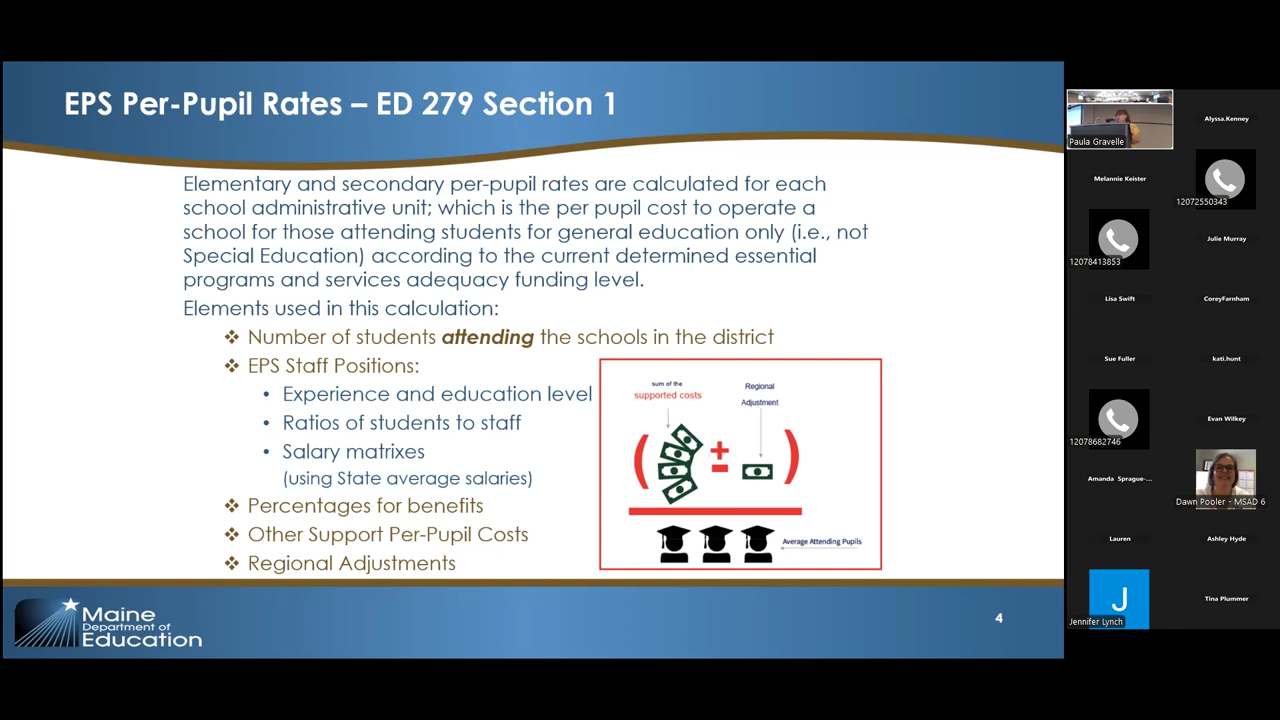 EPS Per-Pupil Rates – ED 279 Section 1
Elementary and secondary per-pupil rates are calculated for each
school administrative unit; which is the per pupil cost to operate a
school for those attending students for general education only (i.e., not
Special Education) according to the current determined essential
programs and services adequacy funding level.
Elements used in this calculation:
❖ Number of students attending the schools in the district
❖ EPS Staff Positions:
• Experience and education level
• Ratios of students to staff
• Salary matrixes
(using State average salaries)
❖ Percentages for benefits
❖ Other Support Per-Pupil Costs
❖ Regional Adjustments
sum of the
supported costs
Regional
Adjustment
( + - )
Average Attending Pupils
Maine
Department of
Education
4
Paula Gravelle
Alyssa.Kenney
Melannie Keister
12072550343
12078413853
Julie Murray
Lisa Swift
CoreyFarnham
Sue Fuller
kati.hunt
12078682746
Evan Wilkey
Amanda Sprague-...
Dawn Pooler - MSAD 6
Lauren
Ashley Hyde
J
Jennifer Lynch
Tina Plummer